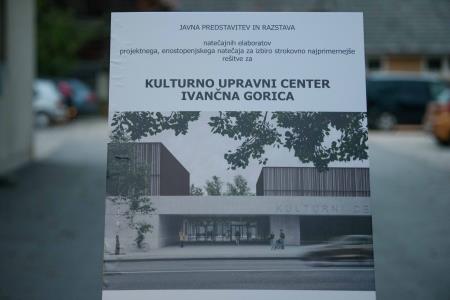 JAVNA PREDSTAVITEV IN RAZSTAVA
natečajnih elaboratov
projektnega, enostopenjskega natečaja za izbiro strokovno najprimernejše
rešitve za
KULTURNO UPRAVNI CENTER
IVANČNA GORICA
KULTURNI CE